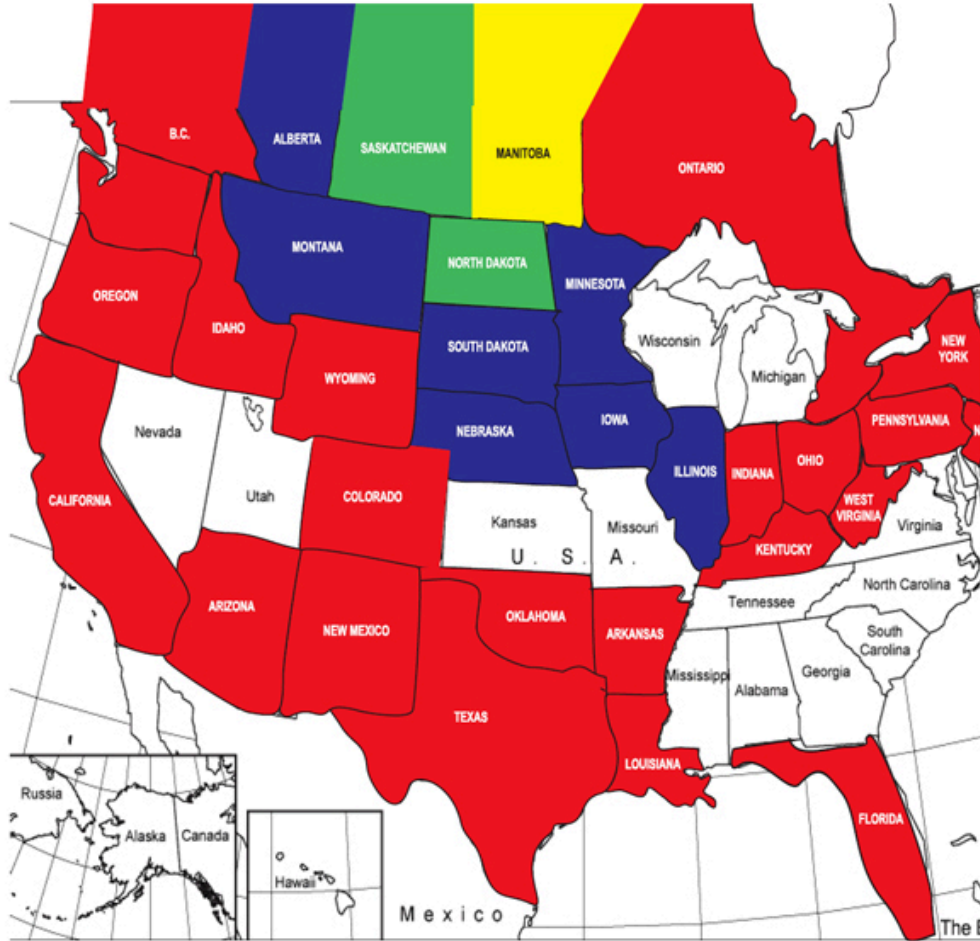 B.C.
ALBERTA
SASKATCHEWAN
MANITOBA
ONTARIO
MONTANA
NORTH DAKOTA
MINNESOTA
OREGON
IDAHO
WYOMING
SOUTH DAKOTA
Wisconsin
Michigan
NEW
YORK
NEBRASKA
IOWA
ILLINOIS
INDIANA
OHIO
PENNSYLVANIA
N
Nevada
Utah
CALIFORNIA
COLORADO
Kansas
Missouri
WEST
VIRGINIA
Virginia
KENTUCKY
U. S. A.
ARIZONA
NEW MEXICO
OKLAHOMA
ARKANSAS
Tennessee
North Carolina
South
Carolina
Mississippi
Alabama
Georgia
TEXAS
LOUISIANA
FLORIDA
Russia
Alaska
Canada
Hawaii
Mexico
The